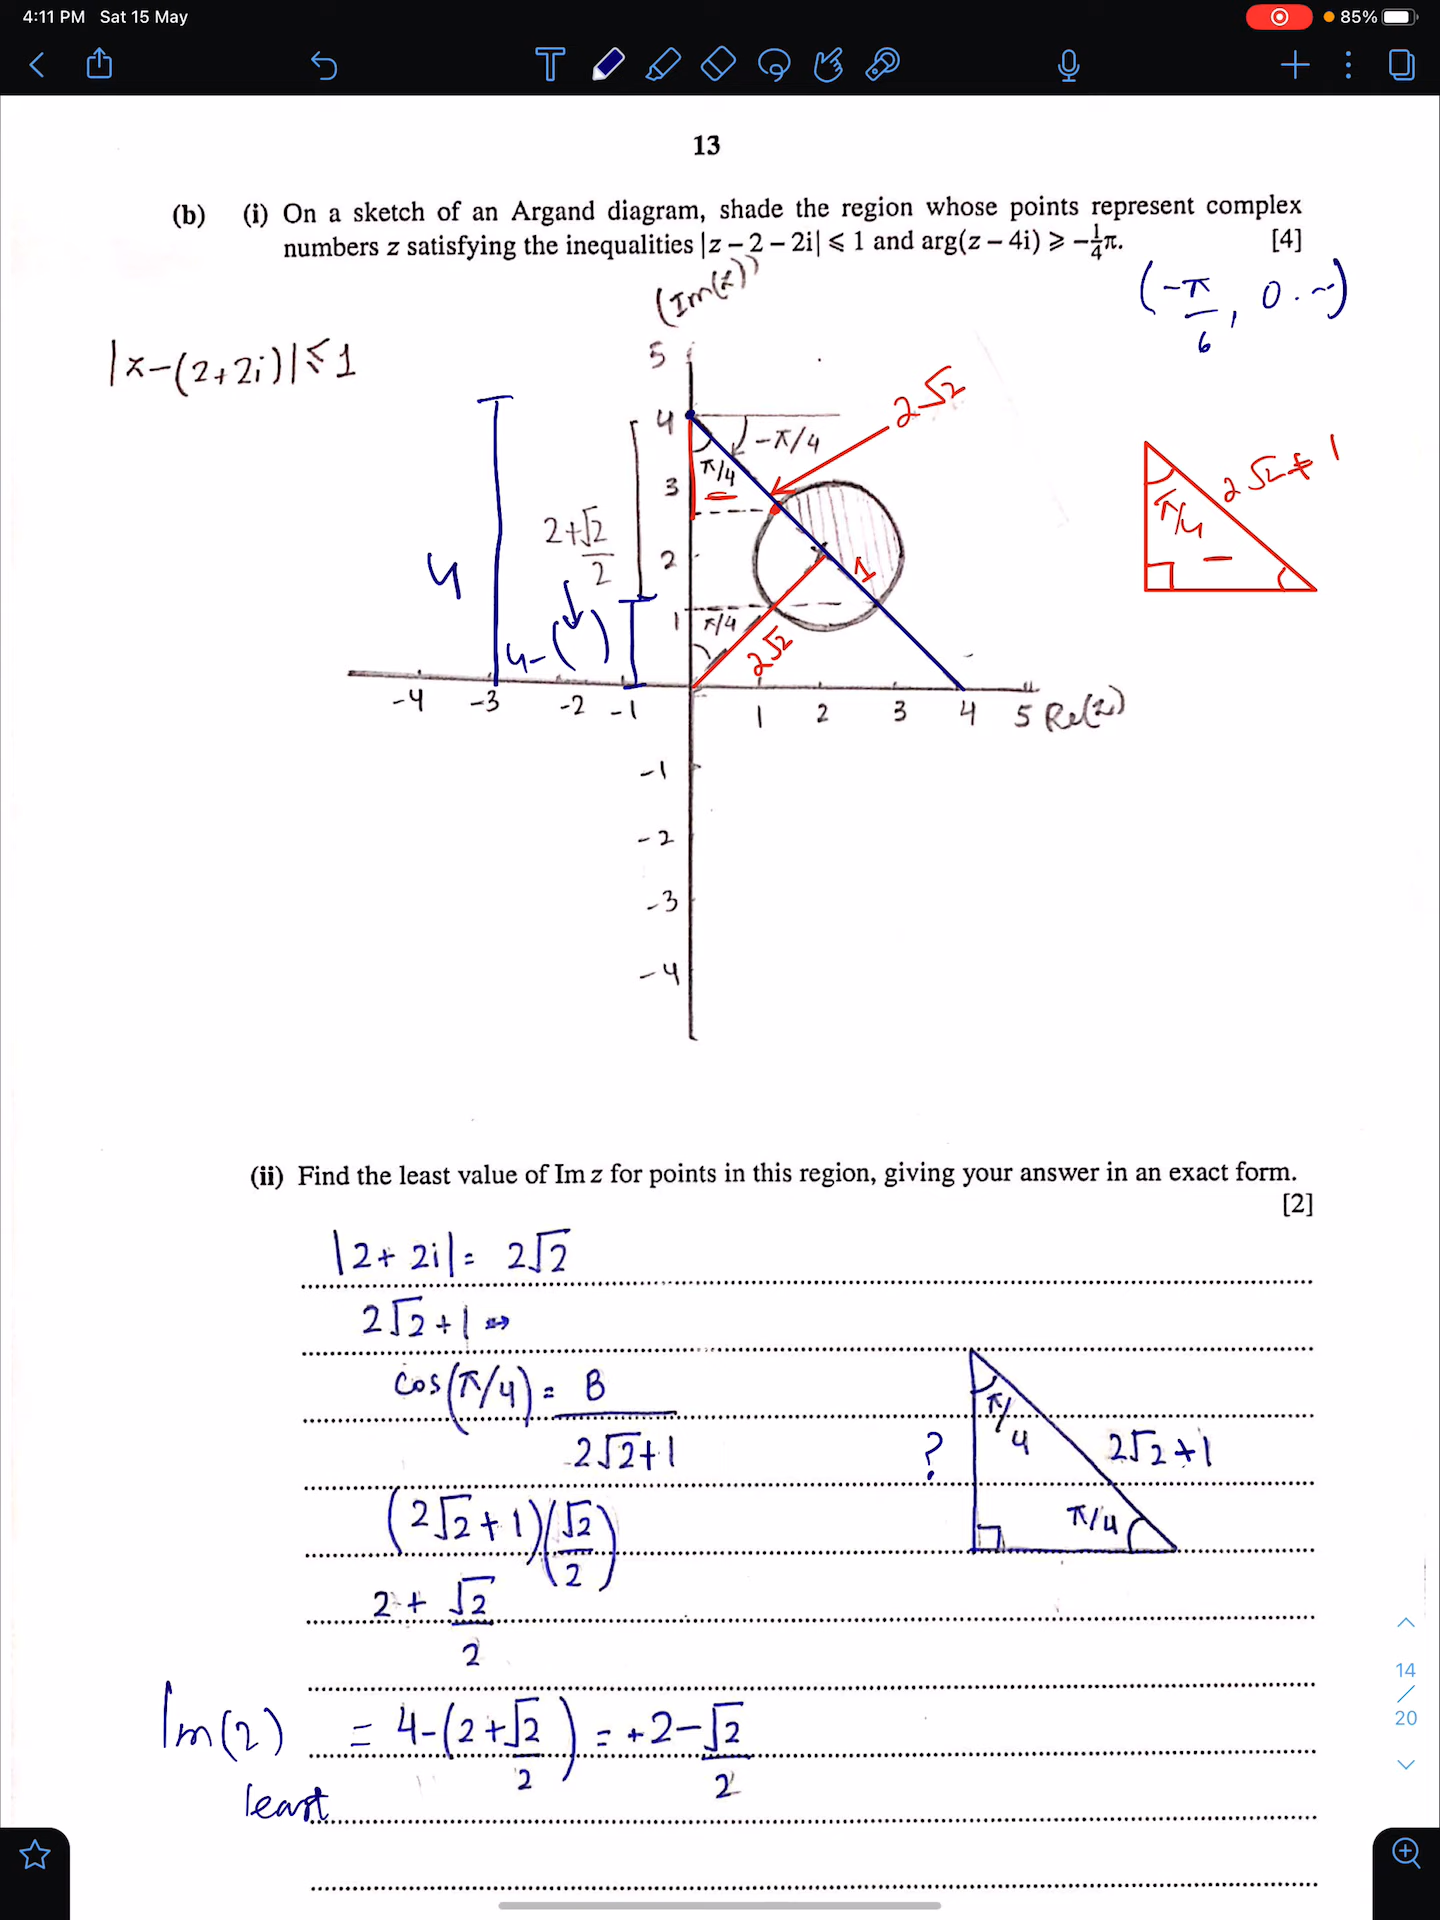 4:11 PM Sat 15 May
85%
13
(b) (i) On a sketch of an Argand diagram, shade the region whose points represent complex
numbers z satisfying the inequalities |z − 2 − 2i| ⩽ 1 and arg(z − 4i) ⩾ −¼π. [4]
(-π/6, 0...)
(Im(z))
|z-(2+2i)|≤1
5
2√2
4
-π/4
π/4
3
2√2+1
π/4
2+√2/2
2
4
1
1
π/4
4-( )
2√2
-4 -3 -2 -1 1 2 3 4 5 Re(z)
-1
-2
-3
-4
(ii) Find the least value of Im z for points in this region, giving your answer in an exact form.
[2]
|2+2i| = 2√2
2√2+1 →
cos(π/4) = B/(2√2+1)
π/4
? 2√2+1
(2√2+1)(√2/2)
π/4
2+√2/2
Im(z) = 4-(2+√2/2) = +2-√2/2
least
14
/
20